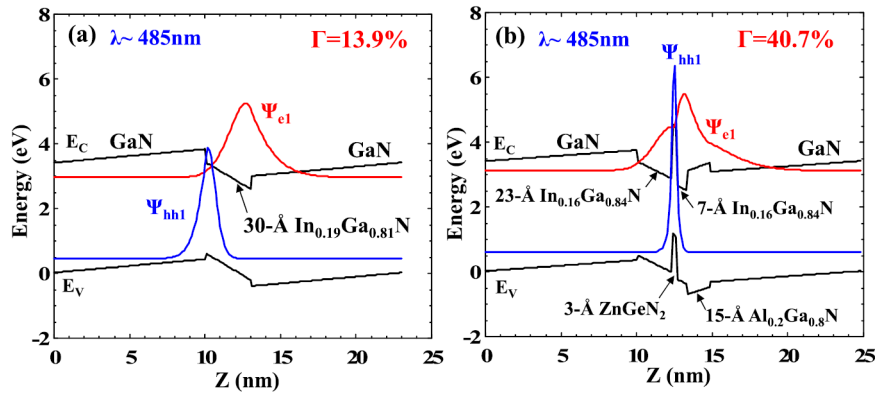 (a) λ~ 485nm Γ=13.9%
E_C GaN Ψ_e1 GaN
Ψ_hh1 30-Å In_0.19Ga_0.81N
E_V
Energy (eV)
8
6
4
2
0
-2
0 5 10 15 20 25
Z (nm)
(b) λ~ 485nm Γ=40.7%
Ψ_hh1
E_C GaN Ψ_e1 GaN
23-Å In_0.16Ga_0.84N 7-Å In_0.16Ga_0.84N
E_V 3-Å ZnGeN_2 15-Å Al_0.2Ga_0.8N
Energy (eV)
8
6
4
2
0
-2
0 5 10 15 20 25
Z (nm)